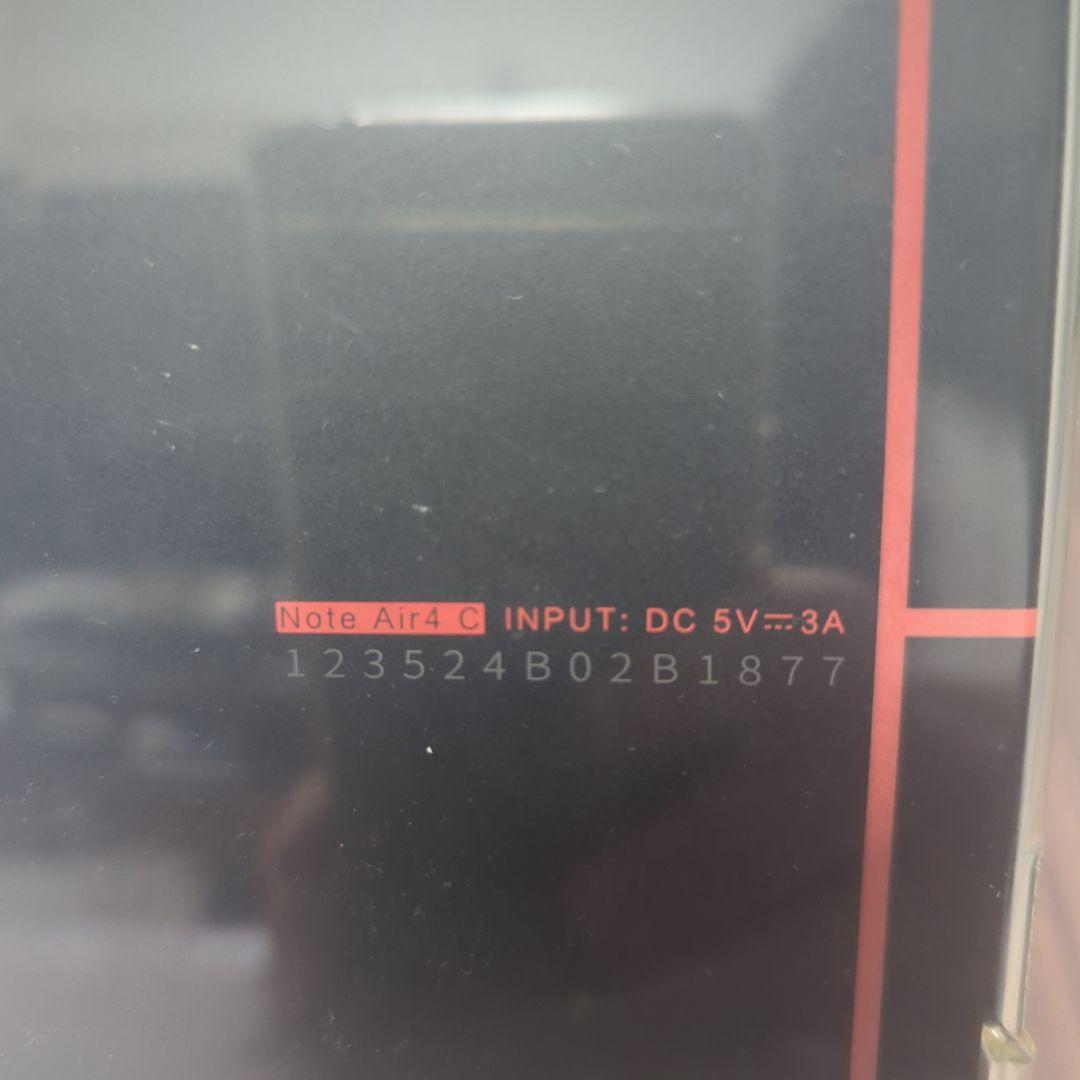 Note Air4 C INPUT: DC 5V⎓3A
123524B02B1877